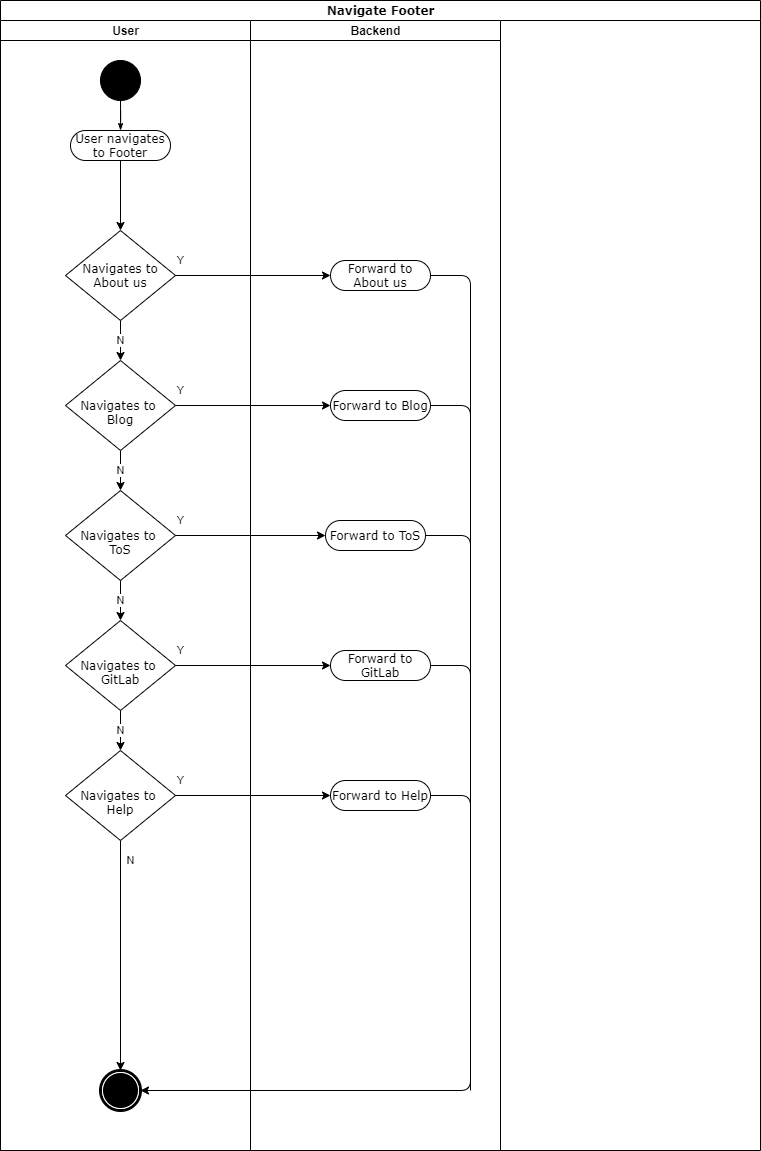 Navigate Footer
User
Backend
User navigates
to Footer
Navigates to
About us
Y
Forward to
About us
N
Navigates to
Blog
Y
Forward to Blog
N
Navigates to
ToS
Y
Forward to ToS
N
Navigates to
GitLab
Y
Forward to
GitLab
N
Navigates to
Help
Y
Forward to Help
N